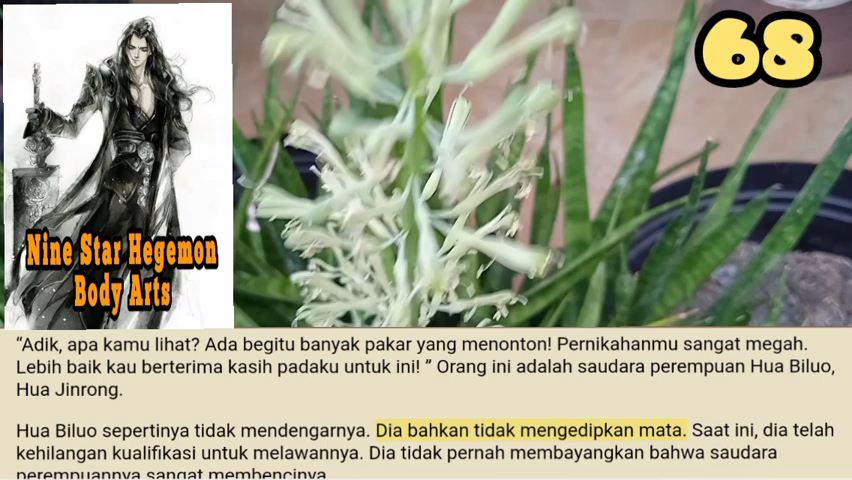 68
Nine Star Hegemon
Body Arts
“Adik, apa kamu lihat? Ada begitu banyak pakar yang menonton! Pernikahanmu sangat megah.
Lebih baik kau berterima kasih padaku untuk ini! ” Orang ini adalah saudara perempuan Hua Biluo,
Hua Jinrong.
Hua Biluo sepertinya tidak mendengarnya. Dia bahkan tidak mengedipkan mata. Saat ini, dia telah
kehilangan kualifikasi untuk melawannya. Dia tidak pernah membayangkan bahwa saudara
perempuannya sangat membencinya